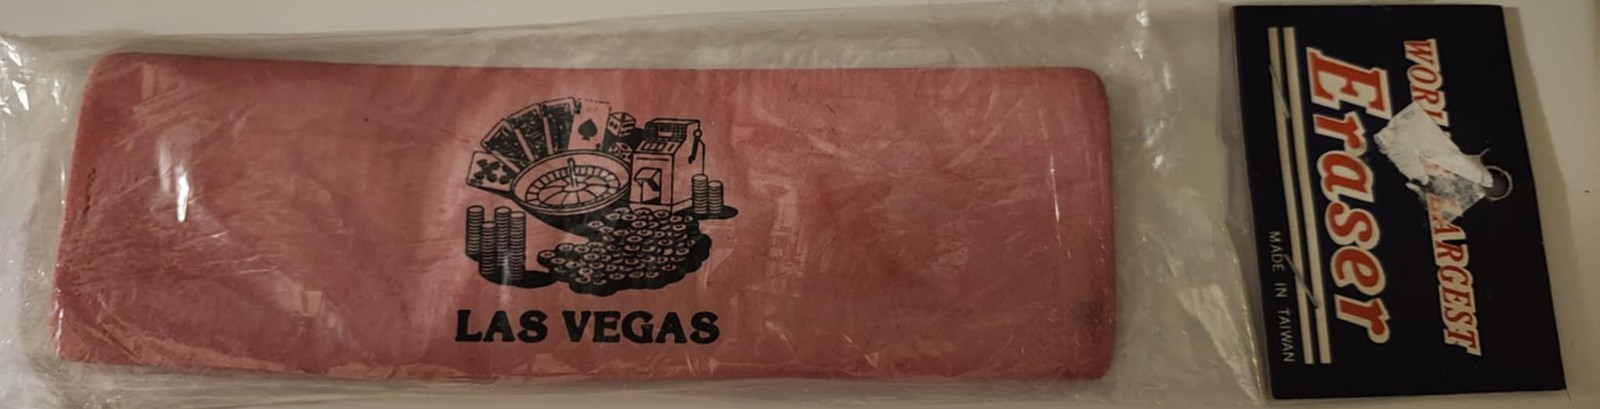 LAS VEGAS
LARGEST
Eraser
MADE IN TAIWAN